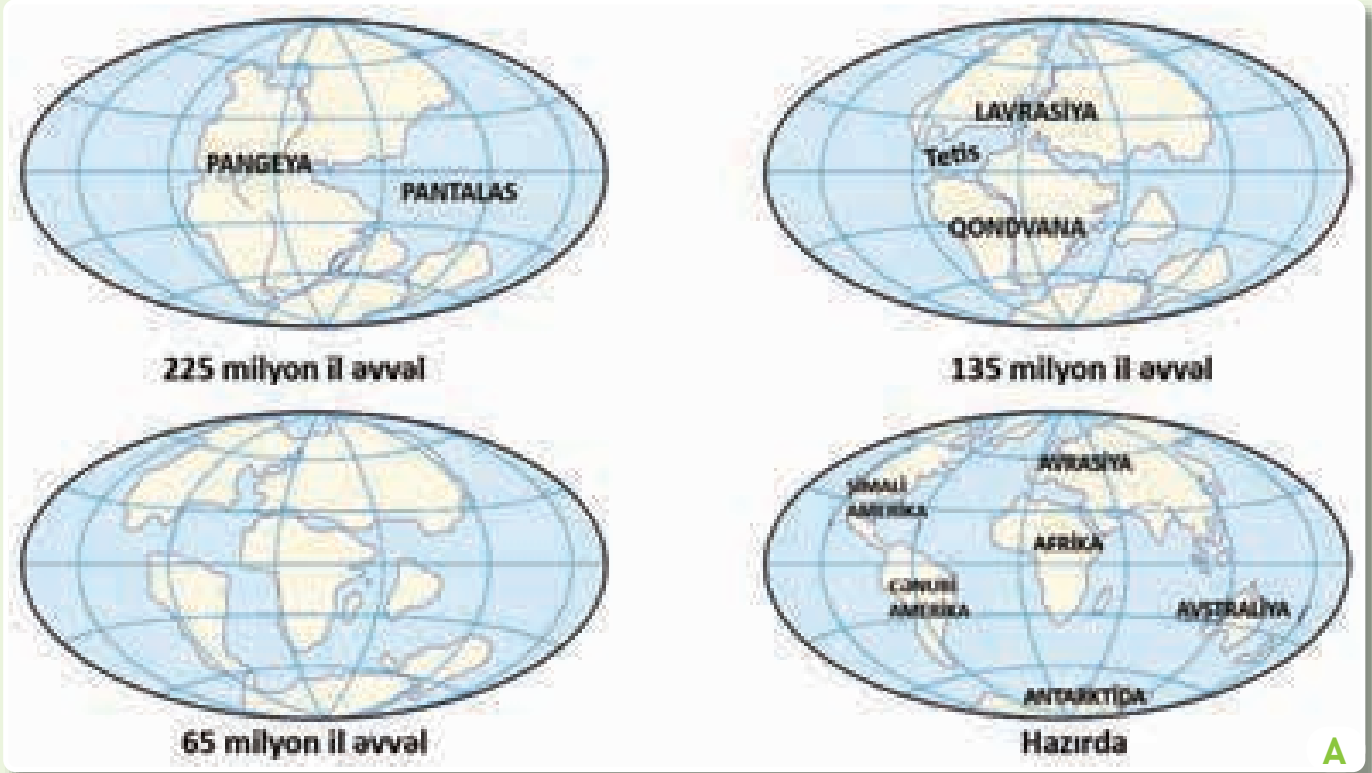 PANGEYA
PANTALAS
225 milyon il əvvəl
LAVRASİYA
Tetis
QONDVANA
135 milyon il əvvəl
65 milyon il əvvəl
AVRASİYA
ŞİMALİ
AMERİKA
AFRİKA
CƏNUBİ
AMERİKA
AVSTRALİYA
ANTARKTİDA
Hazırda
A